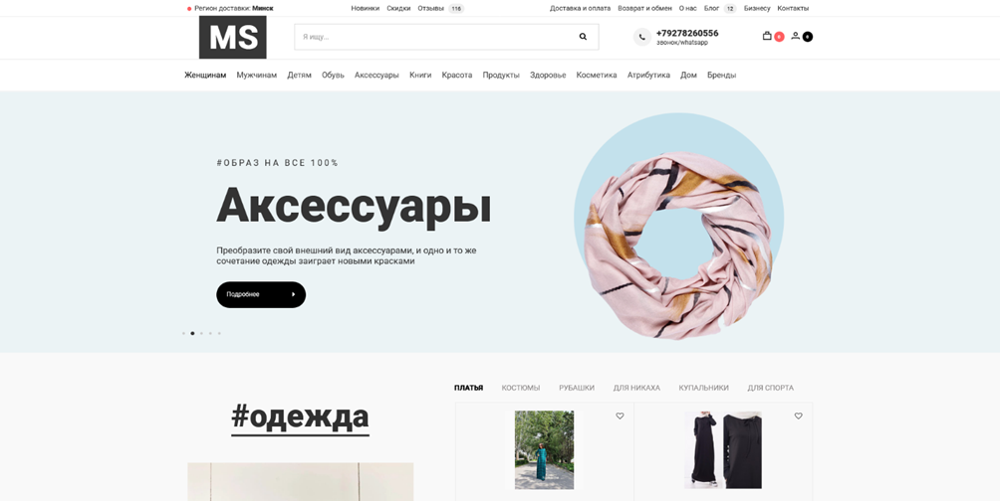 Регион доставки: Минск
Новинки Скидки Отзывы 116
Доставка и оплата Возврат и обмен О нас Блог 12 Бизнесу Контакты
MS
Я ищу...
+79278260556
звонок/whatsapp
Женщинам Мужчинам Детям Обувь Аксессуары Книги Красота Продукты Здоровье Косметика Атрибутика Дом Бренды
#ОБРАЗ НА ВСЕ 100%
Аксессуары
Преобразите свой внешний вид аксессуарами, и одно и то же
сочетание одежды заиграет новыми красками
Подробнее
ПЛАТЬЯ КОСТЮМЫ РУБАШКИ ДЛЯ НИКАХА КУПАЛЬНИКИ ДЛЯ СПОРТА
#одежда